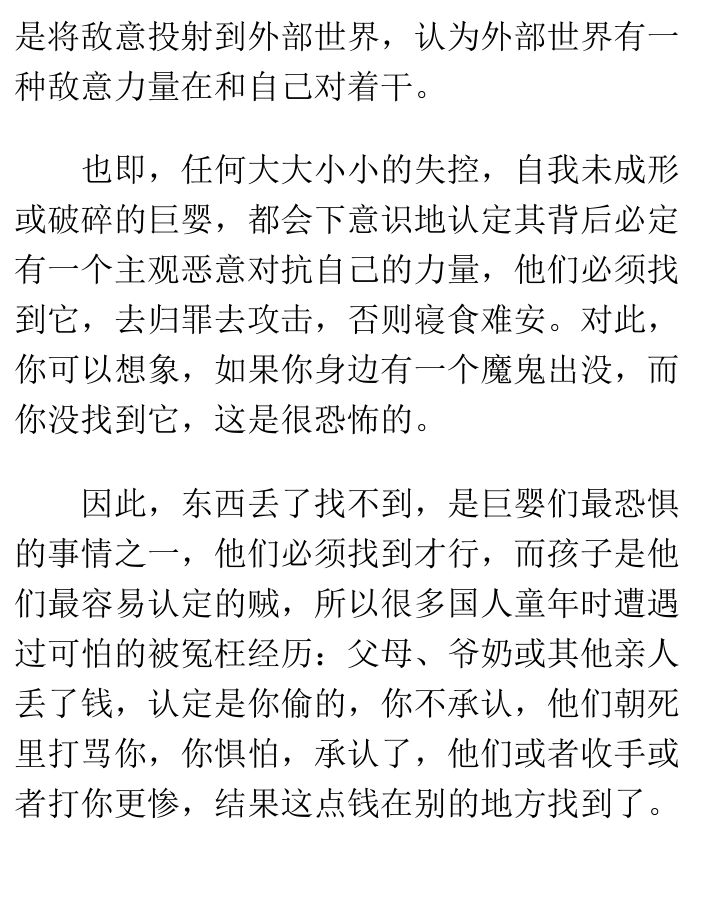 是将敌意投射到外部世界，认为外部世界有一
种敌意力量在和自己对着干。
也即，任何大大小小的失控，自我未成形
或破碎的巨婴，都会下意识地认定其背后必定
有一个主观恶意对抗自己的力量，他们必须找
到它，去归罪去攻击，否则寝食难安。对此，
你可以想象，如果你身边有一个魔鬼出没，而
你没找到它，这是很恐怖的。
因此，东西丢了找不到，是巨婴们最恐惧
的事情之一，他们必须找到才行，而孩子是他
们最容易认定的贼，所以很多国人童年时遭遇
过可怕的被冤枉经历：父母、爷奶或其他亲人
丢了钱，认定是你偷的，你不承认，他们朝死
里打骂你，你惧怕，承认了，他们或者收手或
者打你更惨，结果这点钱在别的地方找到了。